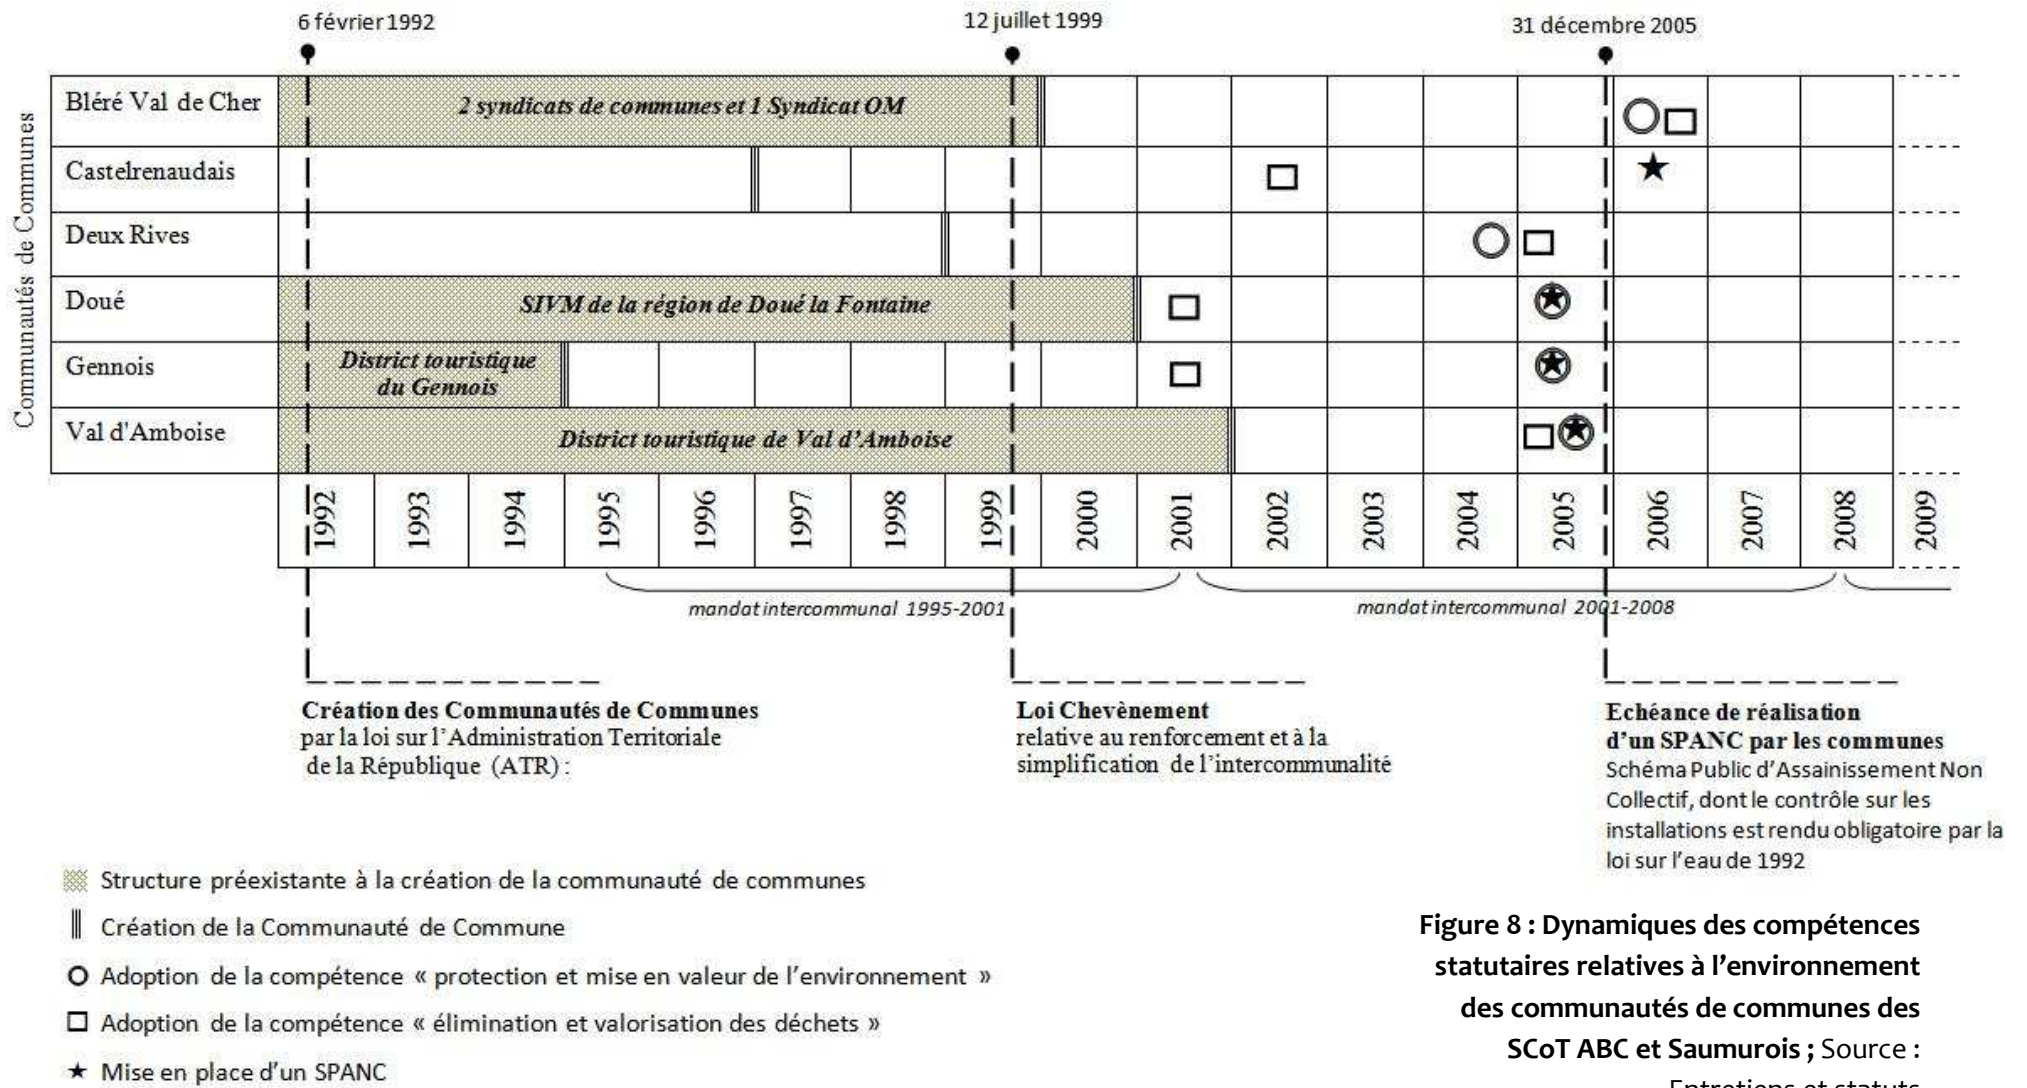 6 février 1992
12 juillet 1999
31 décembre 2005
Communautés de Communes
Bléré Val de Cher
2 syndicats de communes et 1 Syndicat OM
Castelrenaudais
Deux Rives
Doué
SIVM de la région de Doué la Fontaine
Gennois
District touristique
du Gennois
Val d'Amboise
District touristique de Val d’Amboise
1992
1993
1994
1995
1996
1997
1998
1999
2000
2001
2002
2003
2004
2005
2006
2007
2008
2009
mandat intercommunal 1995-2001
mandat intercommunal 2001-2008
Création des Communautés de Communes
par la loi sur l’Administration Territoriale
de la République (ATR) :
Loi Chevènement
relative au renforcement et à la
simplification de l’intercommunalité
Echéance de réalisation
d’un SPANC par les communes
Schéma Public d’Assainissement Non
Collectif, dont le contrôle sur les
installations est rendu obligatoire par la
loi sur l’eau de 1992
Structure préexistante à la création de la communauté de communes
Création de la Communauté de Commune
Adoption de la compétence « protection et mise en valeur de l’environnement »
Adoption de la compétence « élimination et valorisation des déchets »
Mise en place d’un SPANC
Figure 8 : Dynamiques des compétences
statutaires relatives à l’environnement
des communautés de communes des
SCoT ABC et Saumurois ; Source :
Entretiens et statuts